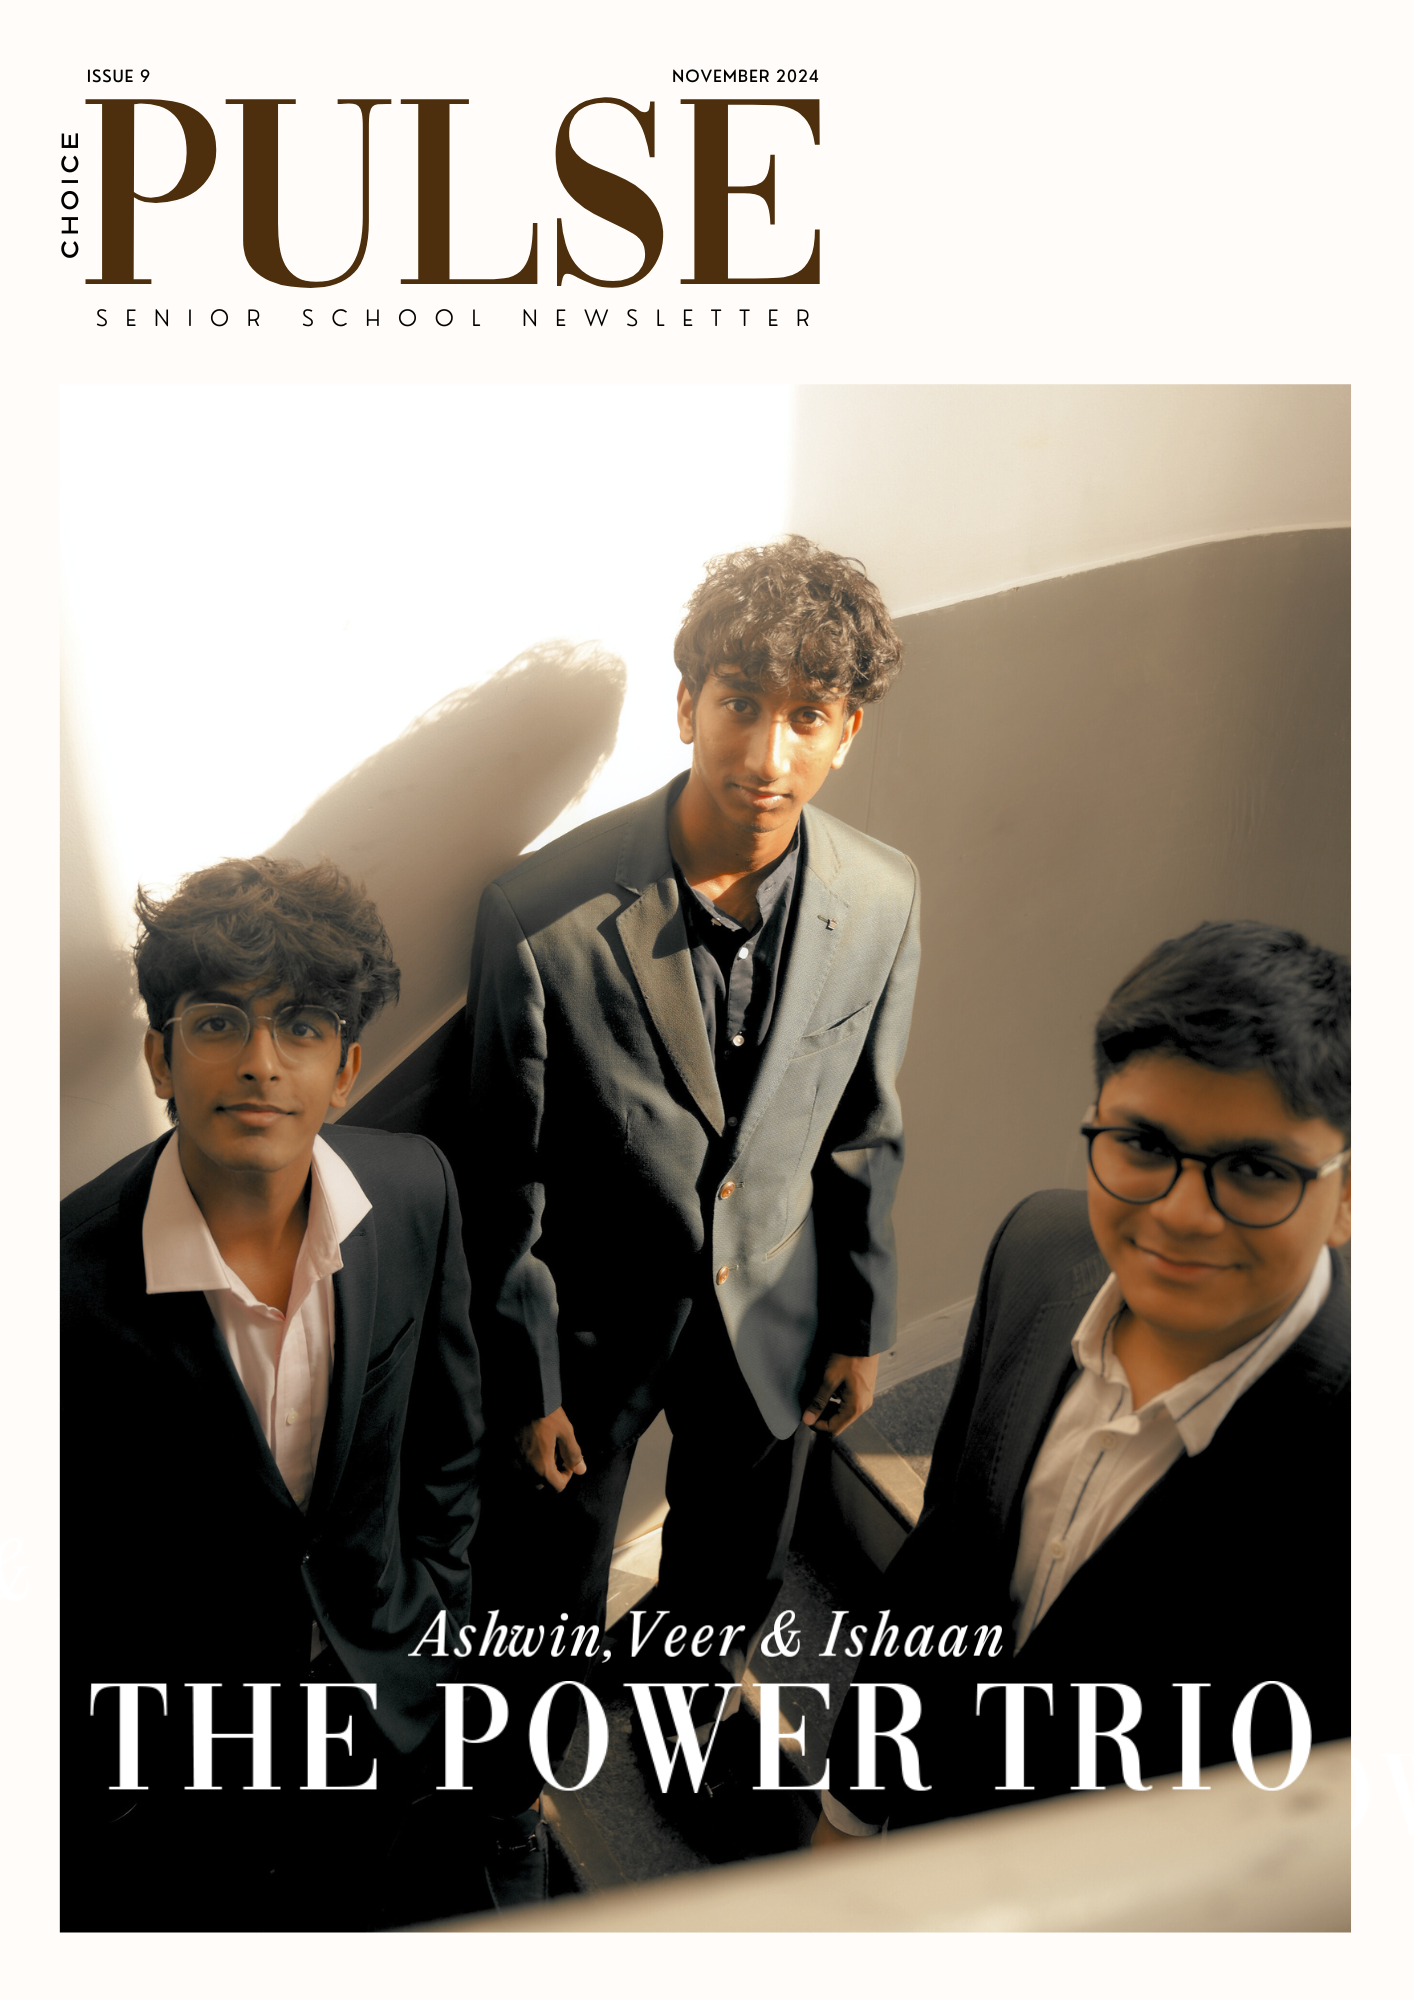 ISSUE 9
NOVEMBER 2024
CHOICE
PULSE
SENIOR SCHOOL NEWSLETTER
Ashwin, Veer & Ishaan
THE POWER TRIO